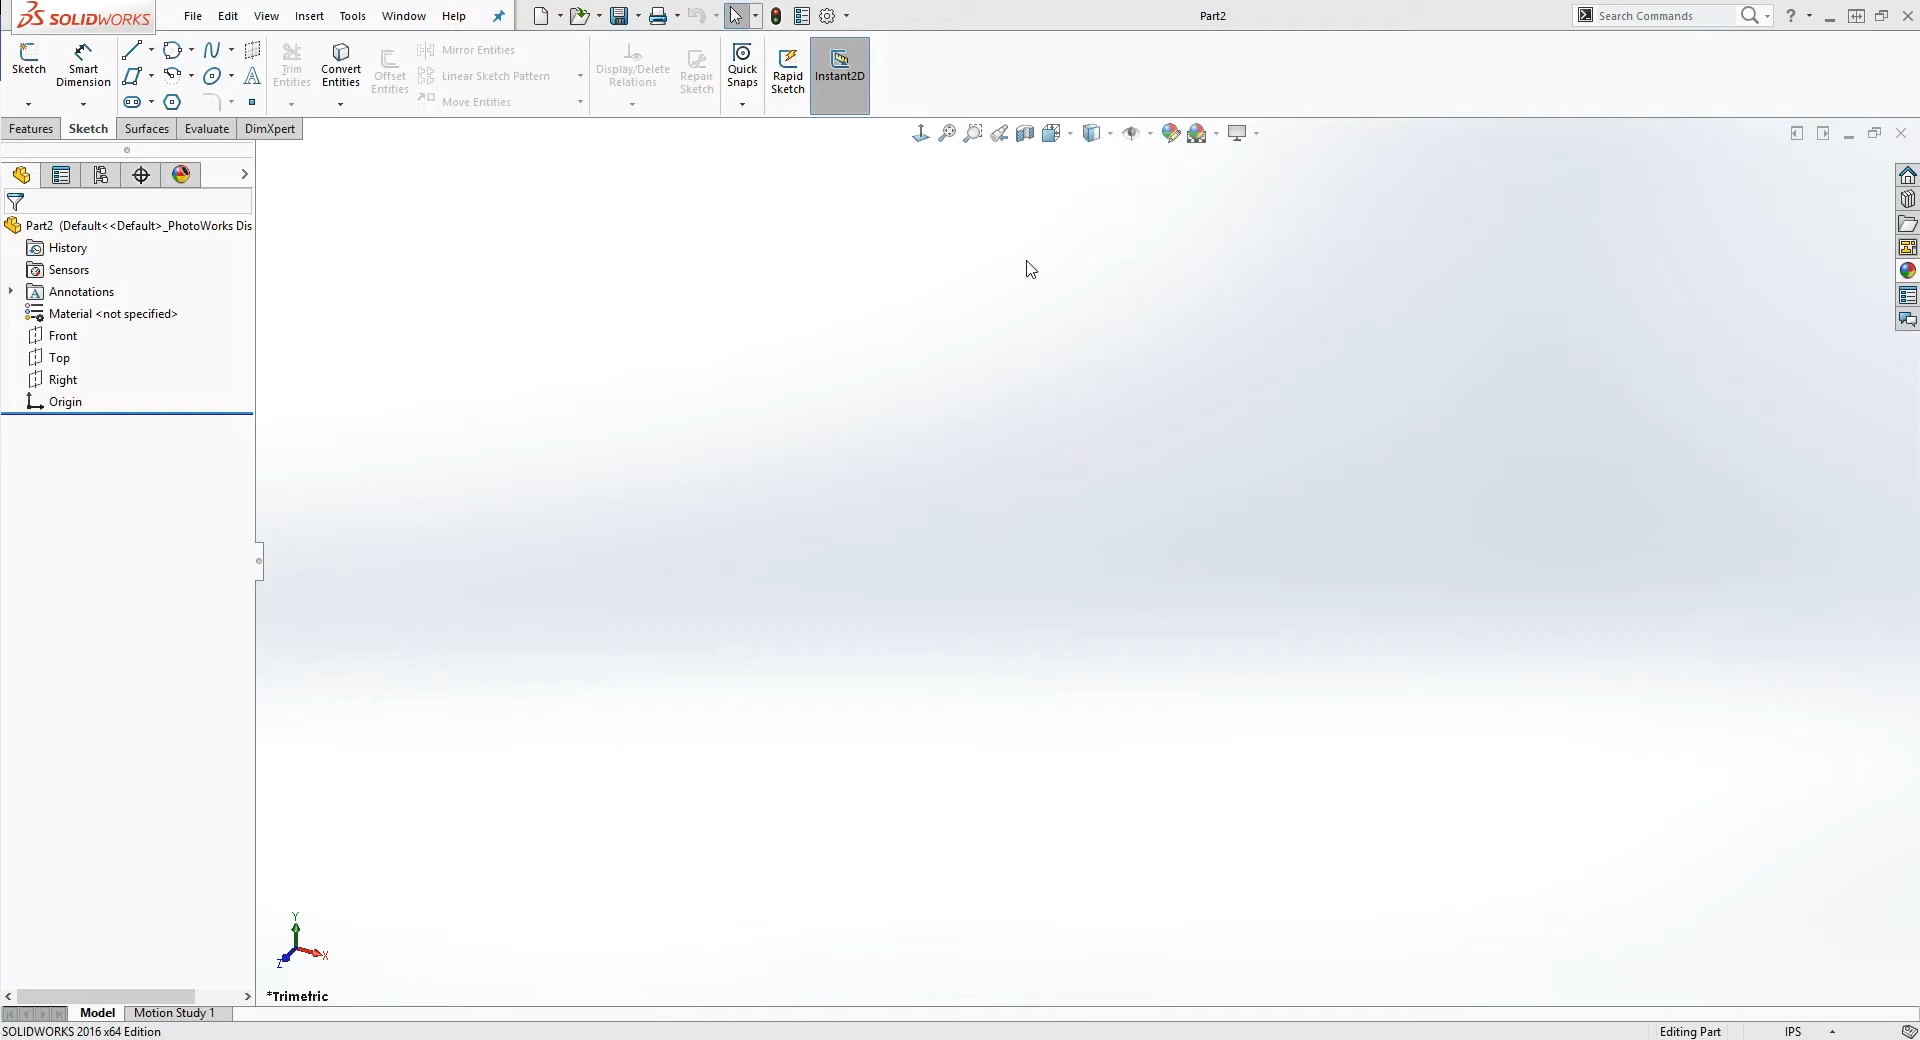 SOLIDWORKS File Edit View Insert Tools Window Help Part2 Search Commands ?
Sketch
Smart Dimension
Trim Entities
Convert Entities
Offset Entities
Mirror Entities
Linear Sketch Pattern
Move Entities
Display/Delete Relations
Repair Sketch
Quick Snaps
Rapid Sketch
Instant2D
Features Sketch Surfaces Evaluate DimXpert
Part2 (Default<<Default>_PhotoWorks Dis
History
Sensors
Annotations
Material <not specified>
Front
Top
Right
Origin
Y
X
Z
*Trimetric
Model Motion Study 1
SOLIDWORKS 2016 x64 Edition Editing Part IPS